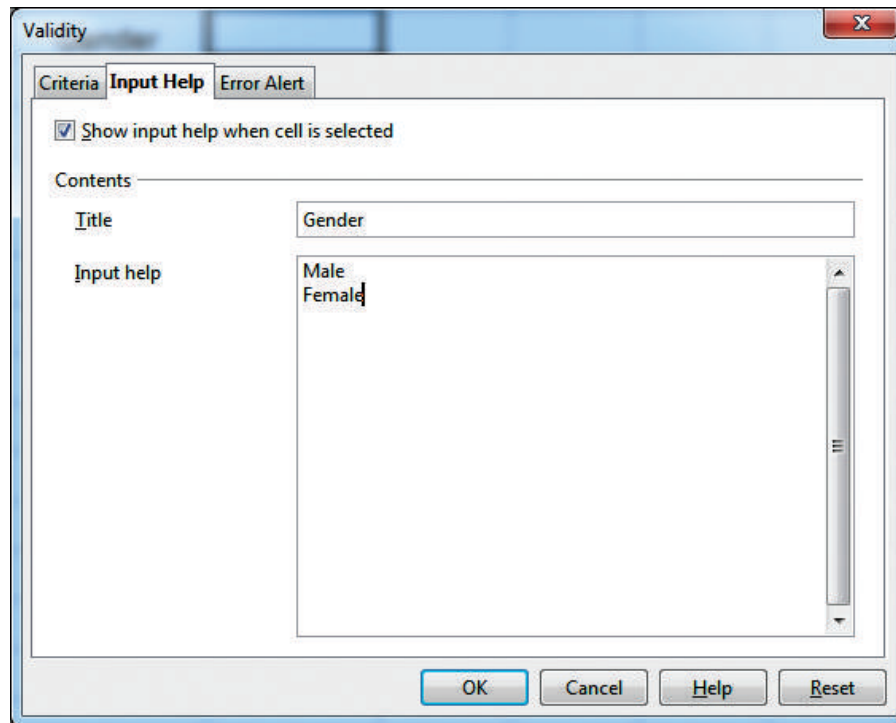 Validity
Criteria Input Help Error Alert
Show input help when cell is selected
Contents
Title Gender
Input help Male
Female
OK Cancel Help Reset